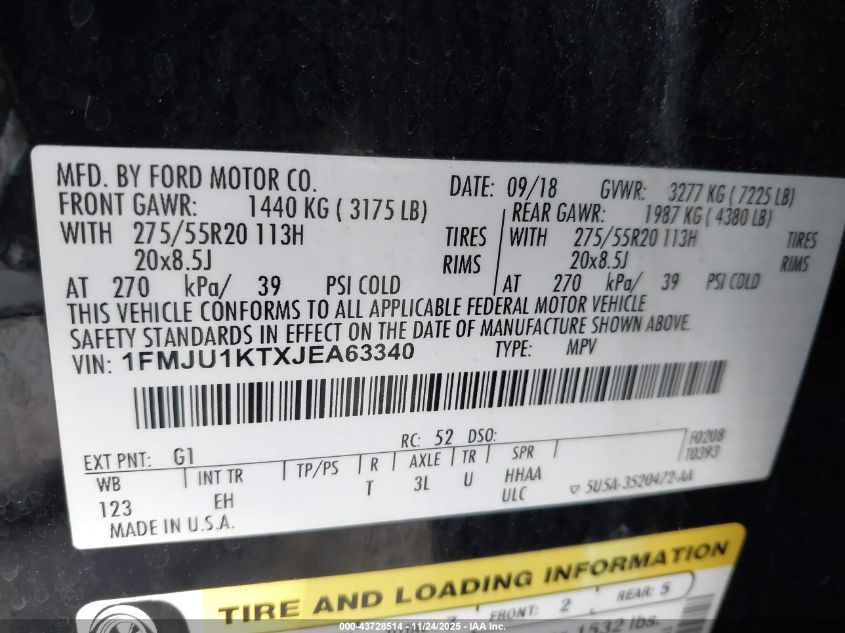 MFD. BY FORD MOTOR CO. DATE: 09/18 GVWR: 3277 KG ( 7225 LB)
FRONT GAWR: 1440 KG ( 3175 LB) REAR GAWR: 1987 KG ( 4380 LB)
WITH 275/55R20 113H TIRES WITH 275/55R20 113H TIRES
20x8.5J RIMS 20x8.5J RIMS
AT 270 kPa/ 39 PSI COLD AT 270 kPa/ 39 PSI COLD
THIS VEHICLE CONFORMS TO ALL APPLICABLE FEDERAL MOTOR VEHICLE
SAFETY STANDARDS IN EFFECT ON THE DATE OF MANUFACTURE SHOWN ABOVE.
VIN: 1FMJU1KTXJEA63340 TYPE: MPV
EXT PNT: G1 RC: 52 DSO: F0208
WB INT TR TP/PS R AXLE TR SPR T0393
123 EH T 3L U HHAA
ULC 5U5A-3520472-AA
MADE IN U.S.A.
TIRE AND LOADING INFORMATION
FRONT: 2 REAR: 5
1532 lbs.
00-43728514 - 11/24/2025 - IAA Inc.